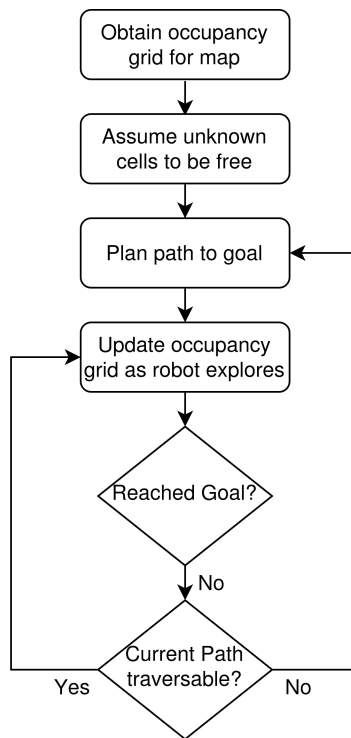 Obtain occupancy
grid for map
Assume unknown
cells to be free
Plan path to goal
Update occupancy
grid as robot explores
Reached Goal?
No
Current Path
traversable?
Yes
No